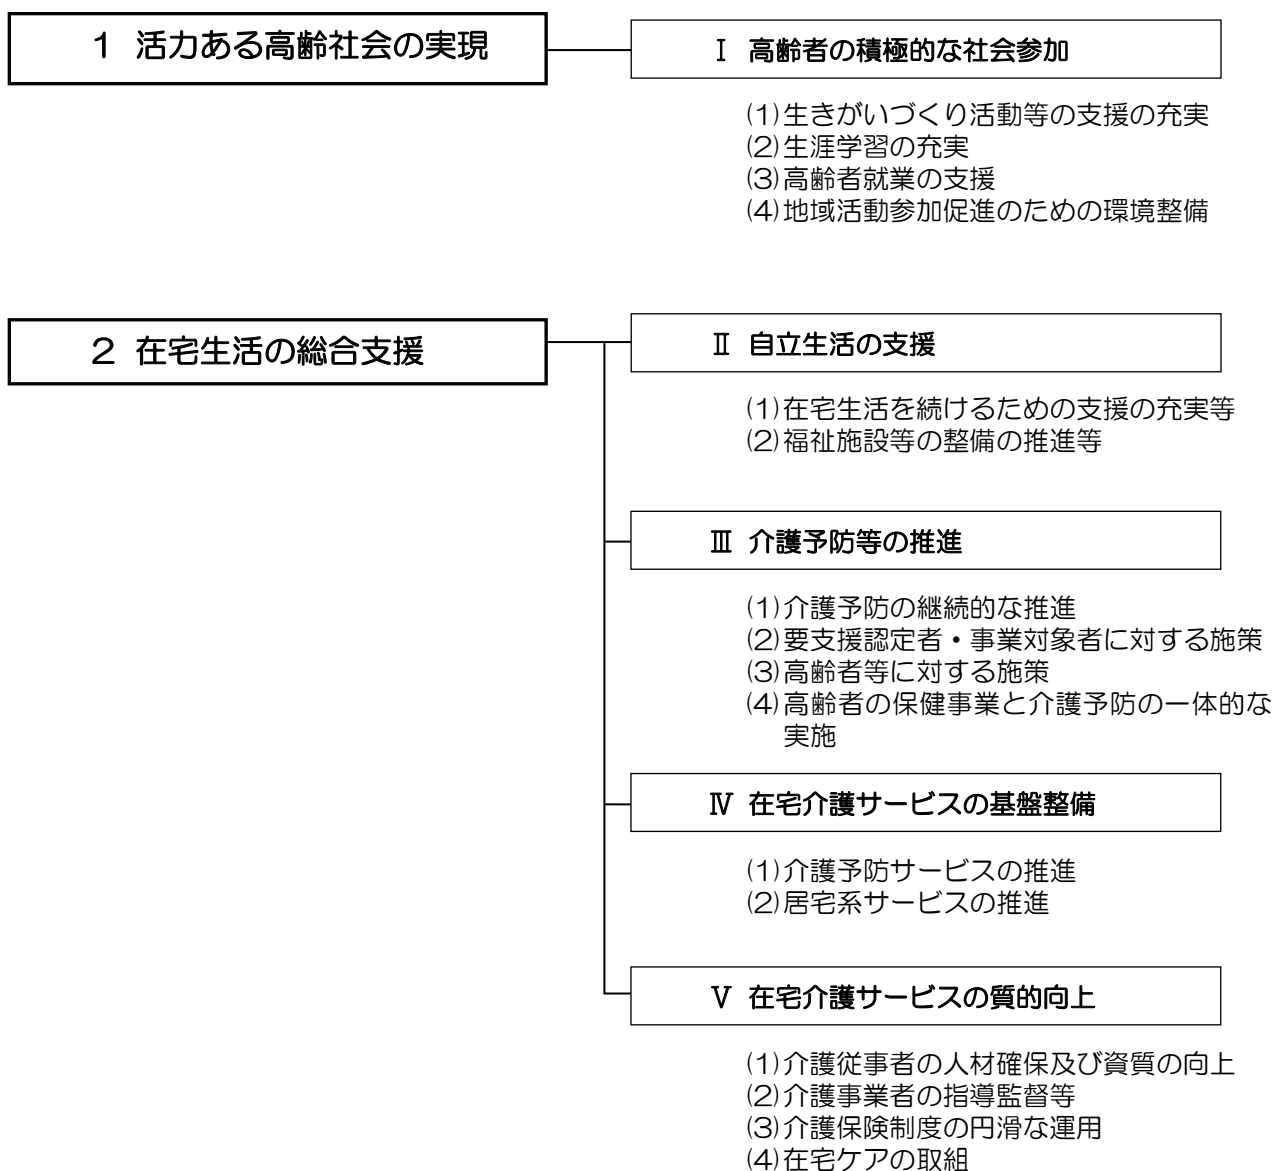 1 活力ある高齢社会の実現
Ⅰ 高齢者の積極的な社会参加
(1)生きがいづくり活動等の支援の充実
(2)生涯学習の充実
(3)高齢者就業の支援
(4)地域活動参加促進のための環境整備
2 在宅生活の総合支援
Ⅱ 自立生活の支援
(1)在宅生活を続けるための支援の充実等
(2)福祉施設等の整備の推進等
Ⅲ 介護予防等の推進
(1)介護予防の継続的な推進
(2)要支援認定者・事業対象者に対する施策
(3)高齢者等に対する施策
(4)高齢者の保健事業と介護予防の一体的な
実施
Ⅳ 在宅介護サービスの基盤整備
(1)介護予防サービスの推進
(2)居宅系サービスの推進
Ⅴ 在宅介護サービスの質的向上
(1)介護従事者の人材確保及び資質の向上
(2)介護事業者の指導監督等
(3)介護保険制度の円滑な運用
(4)在宅ケアの取組